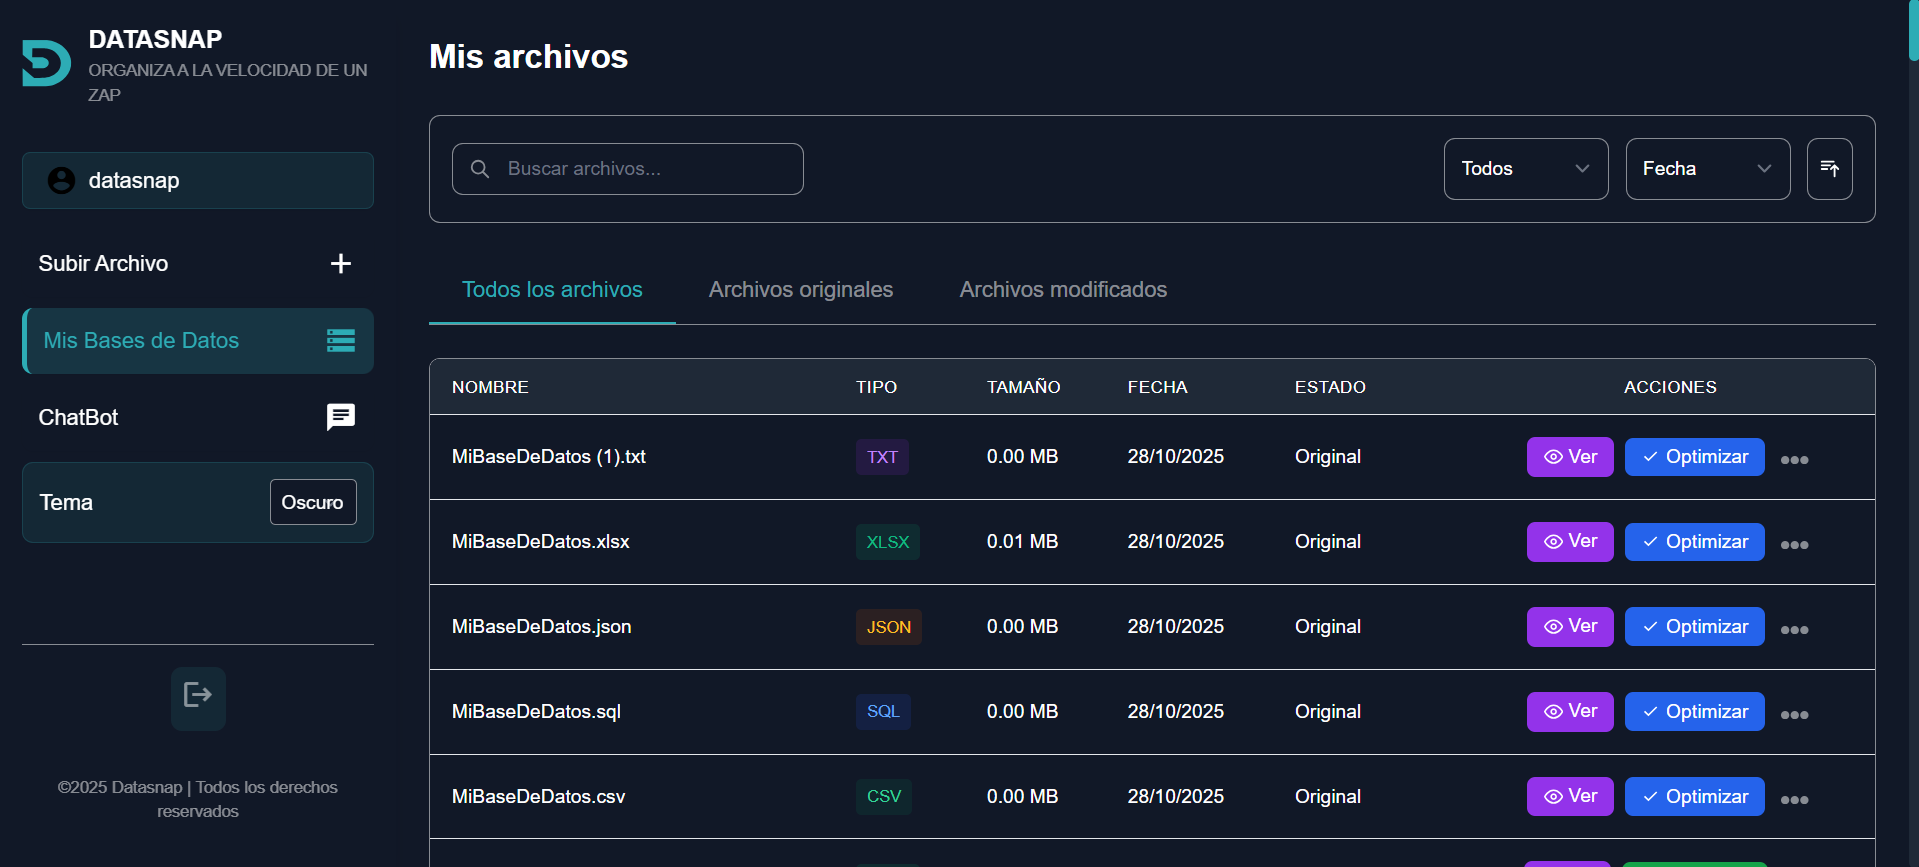 DATASNAP
ORGANIZA A LA VELOCIDAD DE UN
ZAP
datasnap
Subir Archivo
Mis Bases de Datos
ChatBot
Tema
Oscuro
©2025 Datasnap | Todos los derechos
reservados
Mis archivos
Buscar archivos...
Todos
Fecha
Todos los archivos
Archivos originales
Archivos modificados
NOMBRE TIPO TAMAÑO FECHA ESTADO ACCIONES
MiBaseDeDatos (1).txt TXT 0.00 MB 28/10/2025 Original Ver Optimizar
MiBaseDeDatos.xlsx XLSX 0.01 MB 28/10/2025 Original Ver Optimizar
MiBaseDeDatos.json JSON 0.00 MB 28/10/2025 Original Ver Optimizar
MiBaseDeDatos.sql SQL 0.00 MB 28/10/2025 Original Ver Optimizar
MiBaseDeDatos.csv CSV 0.00 MB 28/10/2025 Original Ver Optimizar